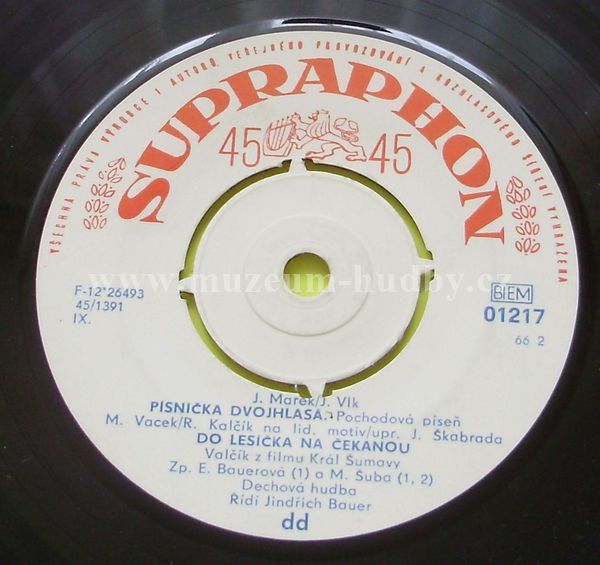 VŠECHNA PRÁVA VÝROBCE I AUTORO VEŘEJNÉHO PROVOZOVÁNÍ A ROZHLASOVÉHO ŠÍŘENÍ VYHRAŽENA
SUPRAPHON
45 45
www.muzeum-hudby.cz
F-12*26493
45/1391
IX.
BIEM
01217
66 2
J. Marek/J. Vlk
PÍSNIČKA DVOJHLASÁ. Pochodová píseň
M. Vacek/R. Kalčík na lid. motiv/upr. J. Škabrada
DO LESÍČKA NA ČEKANOU
Valčík z filmu Král Šumavy
Zp. E. Bauerová (1) a M. Šuba (1, 2)
Dechová hudba
Řídí Jindřich Bauer
dd